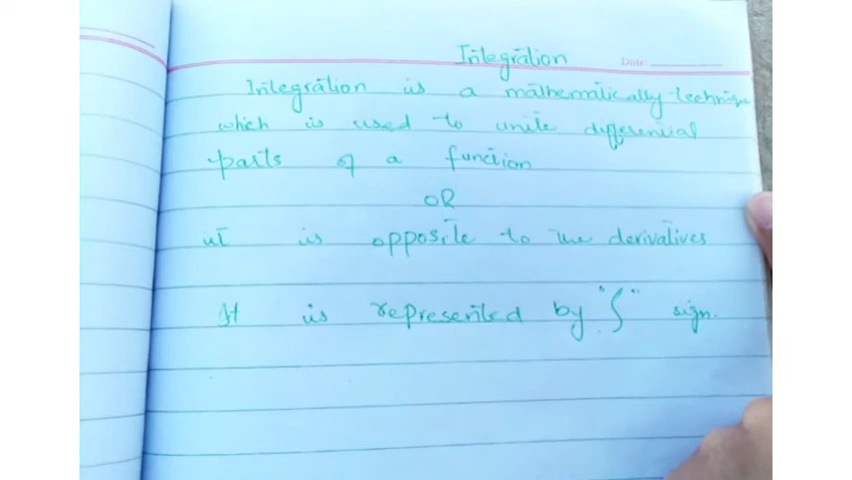 Integration
Date:
Integration is a mathematically technique
which is used to unite differential
parts of a function
OR
it is opposite to the derivatives
It is represented by "∫" sign.